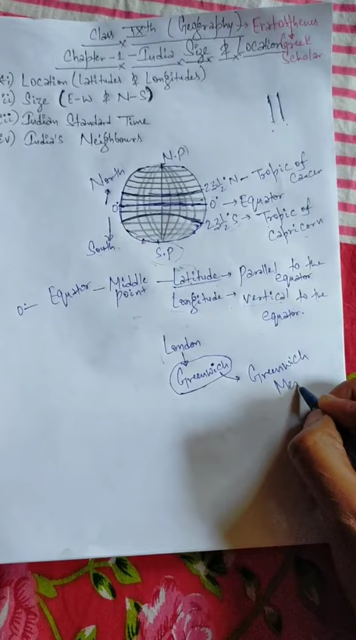 Class IXth (Geography) → Eratosthenes
Greek
Scholar
Chapter-1-India Size & Location
(i) Location (Latitudes & Longitudes)
(ii) Size (E-W & N-S)
(iii) Indian Standard Time
(iv) India's Neighbours
!!
N.P)
North
23½° N → Tropic of Cancer
0°
0° → Equator
23½° S → Tropic of Capricorn
South
S.P)
0° — Equator — Middle point — Latitude → Parallel to the equator
Longitude → vertical to the equator.
London
Greenwich → Greenwich
Me